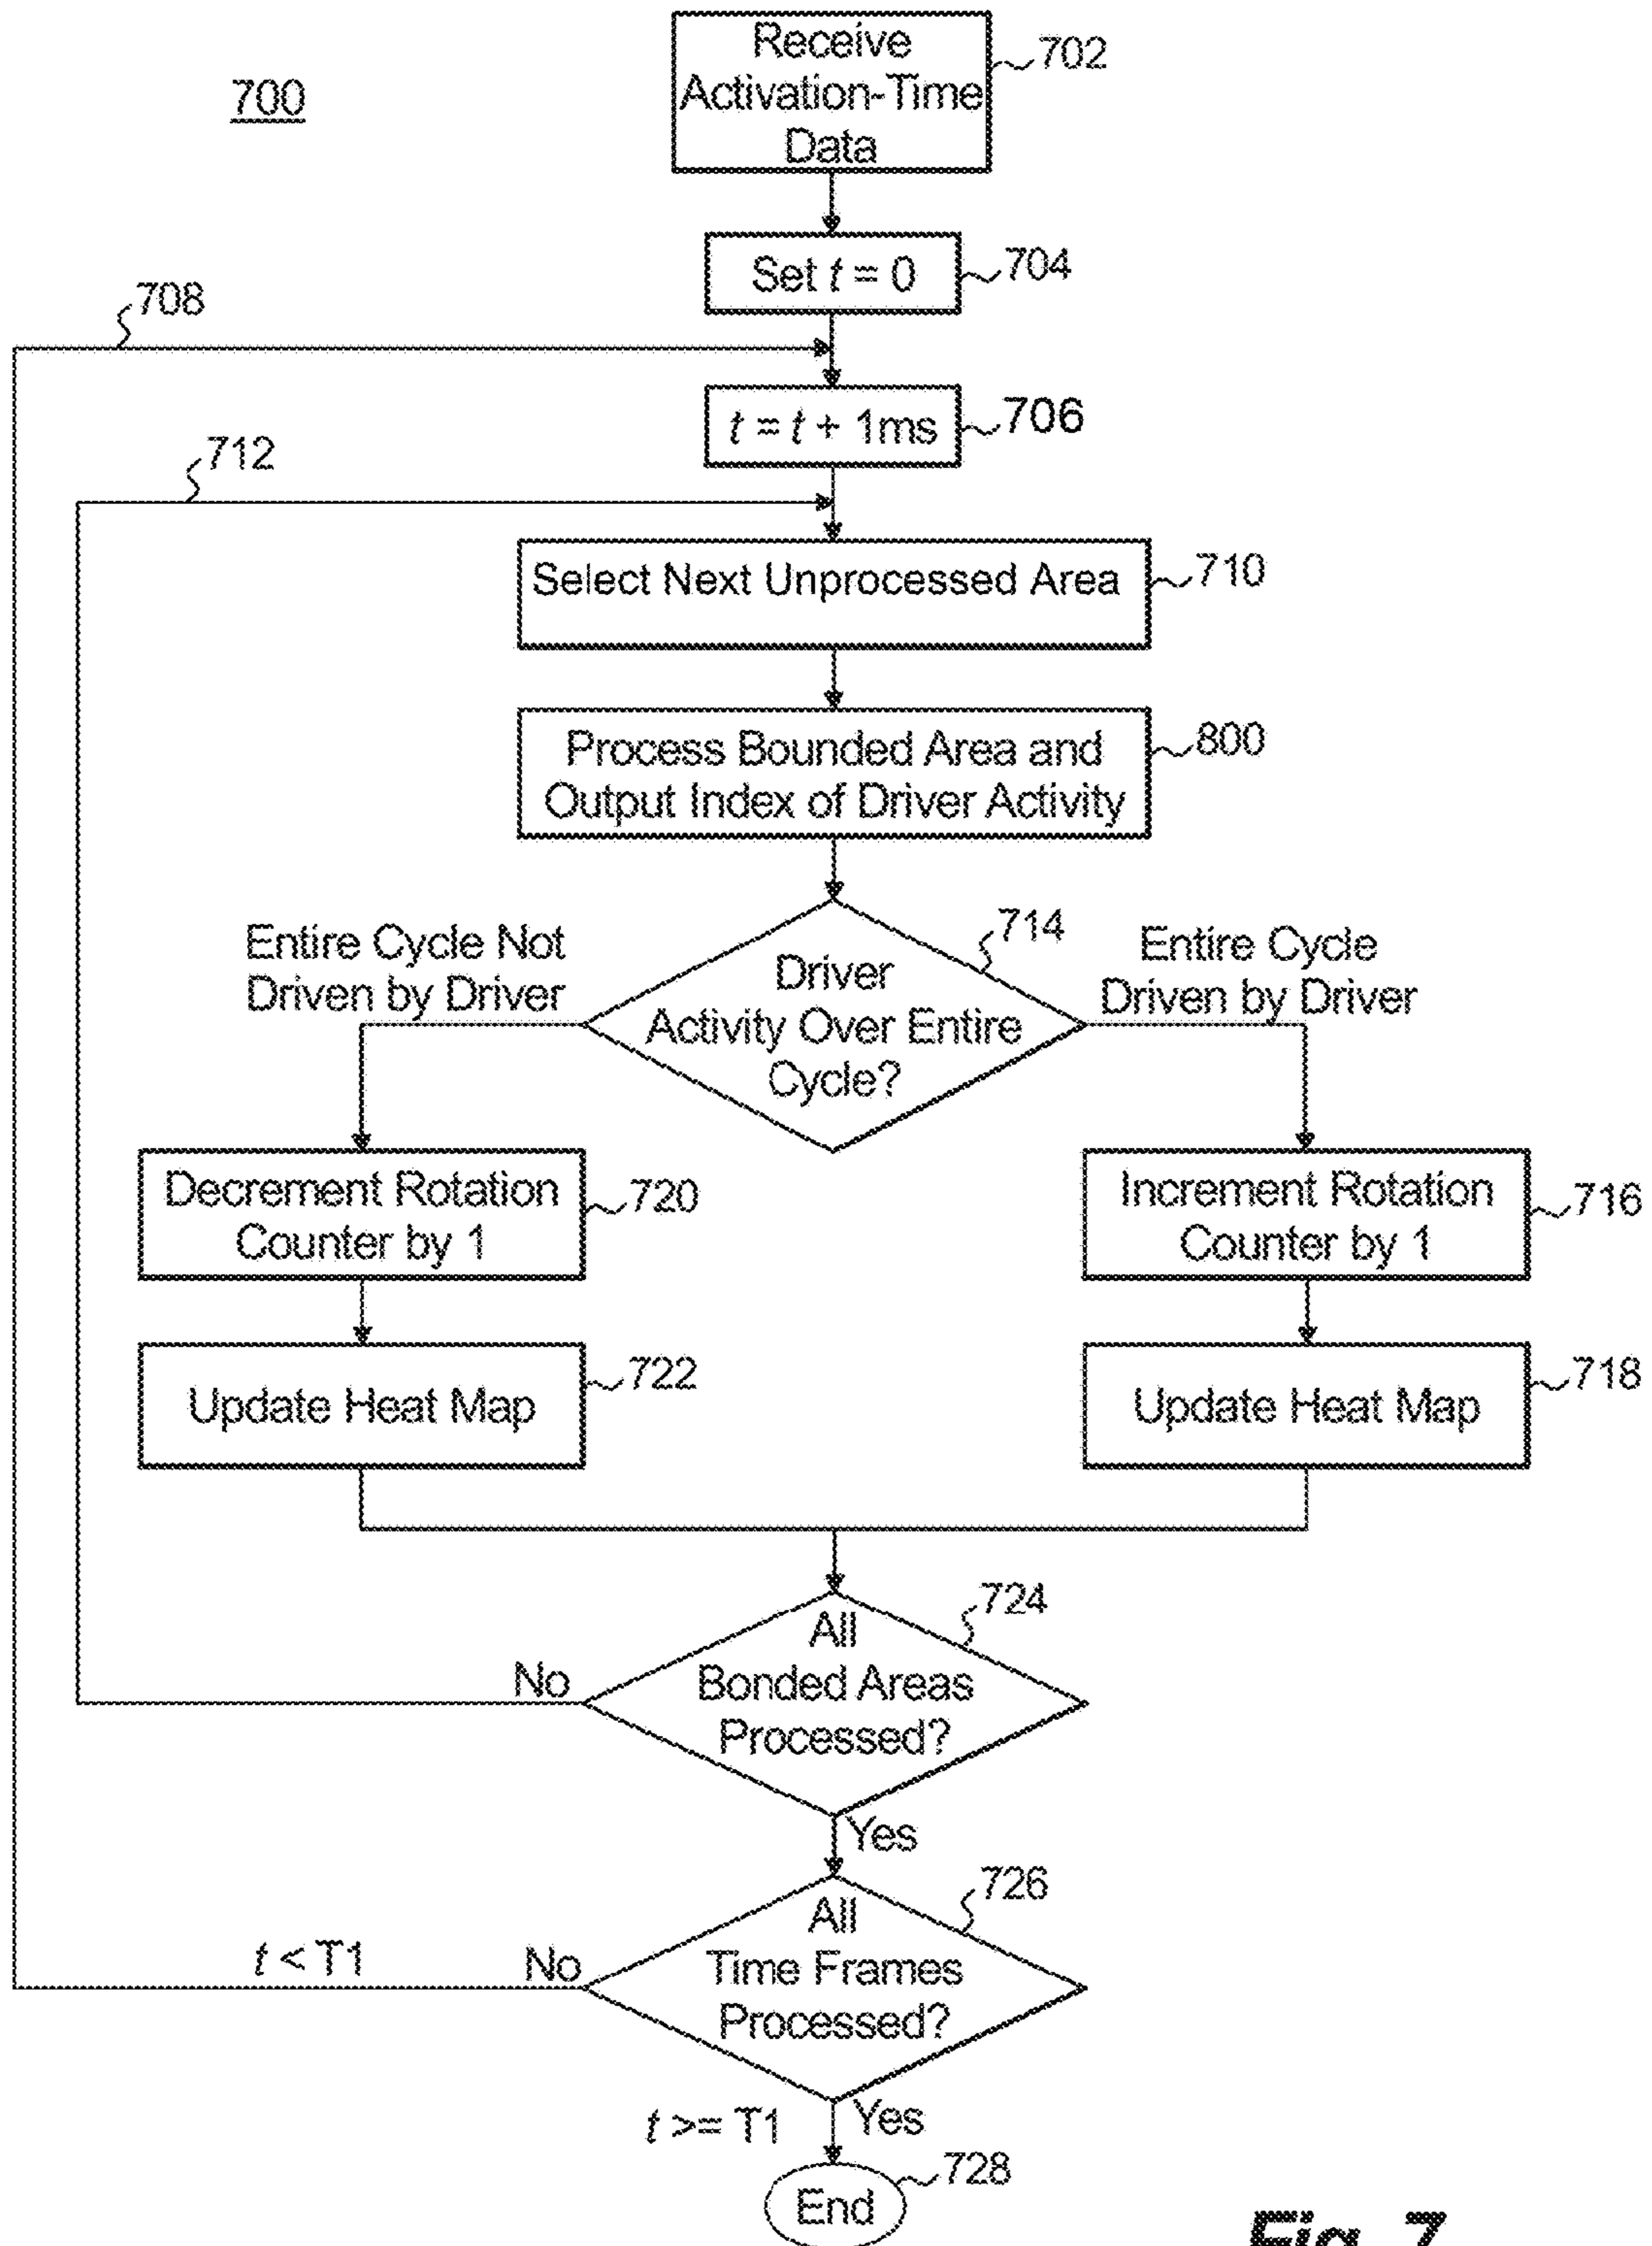 700
Receive
Activation-Time
Data
702
Set t = 0
704
708
t = t + 1ms
706
712
Select Next Unprocessed Area
710
Process Bounded Area and
Output Index of Driver Activity
800
714
Entire Cycle Not
Driven by Driver
Driver
Activity Over Entire
Cycle?
Entire Cycle
Driven by Driver
Decrement Rotation
Counter by 1
720
Increment Rotation
Counter by 1
716
Update Heat Map
722
Update Heat Map
718
724
All
Bonded Areas
Processed?
No
Yes
726
All
Time Frames
Processed?
t < T1
No
t >= T1
Yes
728
End
Fig. 7